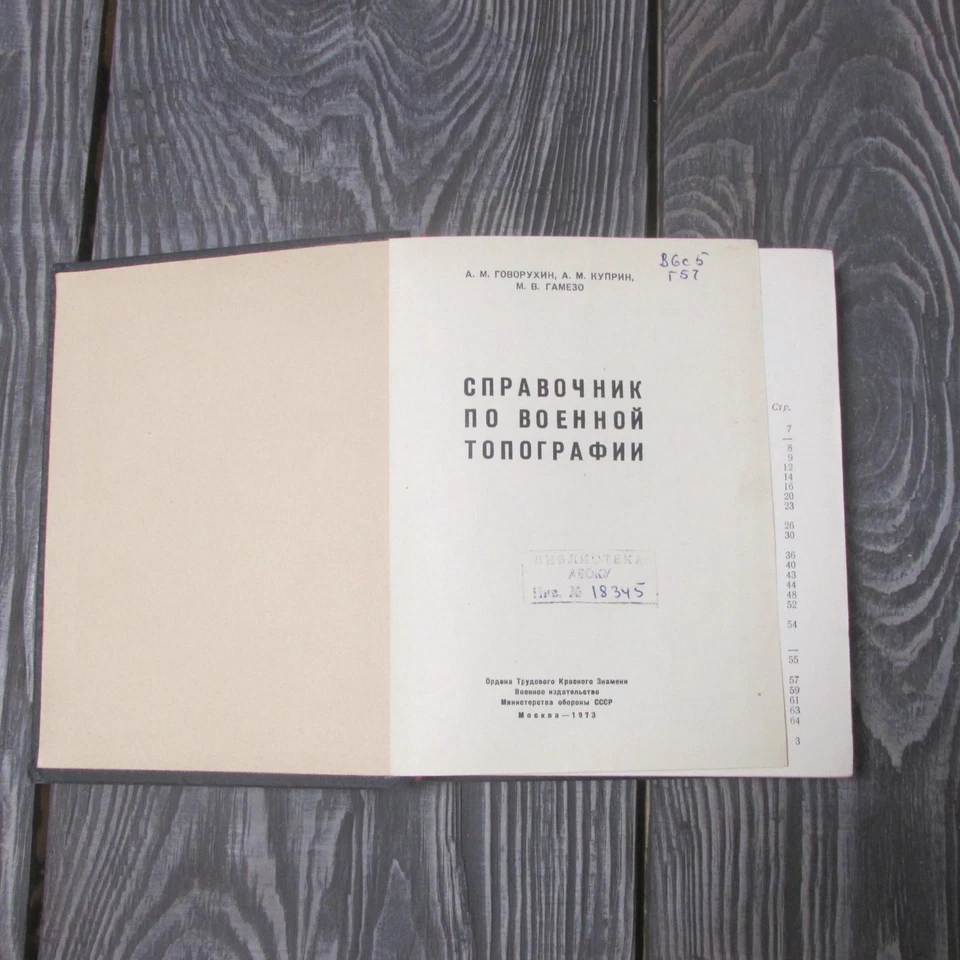 В6с5
Г57
А. М. ГОВОРУХИН, А. М. КУПРИН,
М. В. ГАМЕЗО
СПРАВОЧНИК
ПО ВОЕННОЙ
ТОПОГРАФИИ
БИБЛИОТЕКА
Инв. № 18345
Ордена Трудового Красного Знамени
Военное издательство
Министерства обороны СССР
Москва—1973
Стр.
7
—
8
9
12
14
16
20
23
26
30
36
40
43
44
48
52
54
—
55
57
59
61
63
64
3